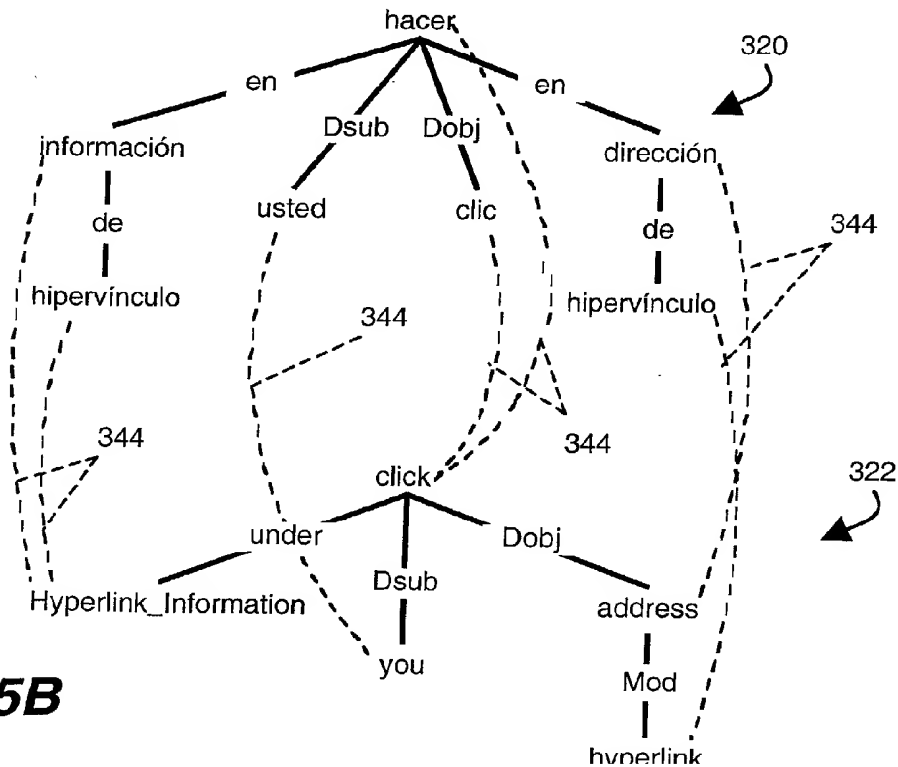 hacer
320
en
en
Dsub
Dobj
información
dirección
usted
clic
de
de
344
hipervínculo
hipervínculo
344
344
344
click
322
under
Dobj
Dsub
Hyperlink_Information
address
you
Mod
5B
hyperlink